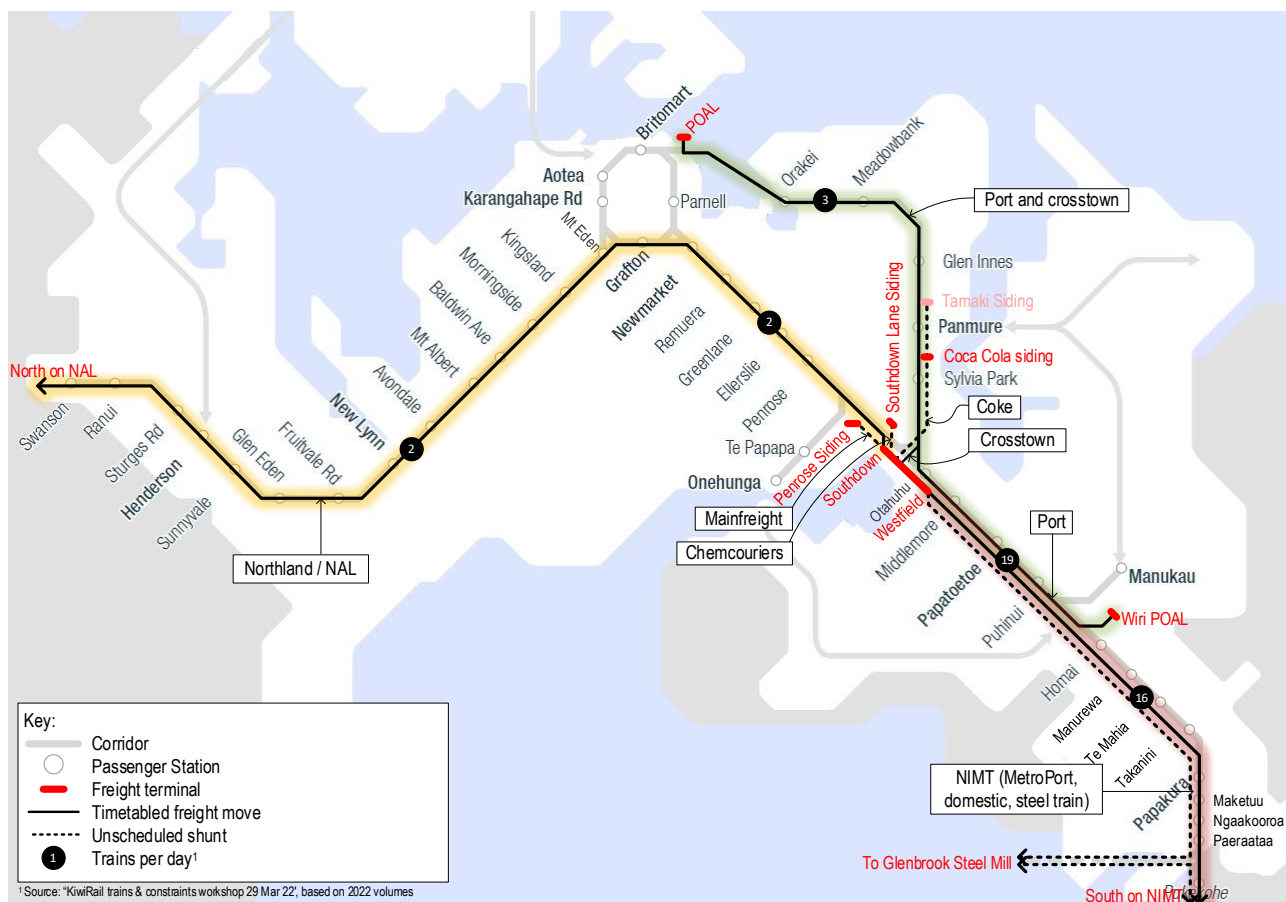 Britomart
POAL
Orakei
Meadowbank
3
Port and crosstown
Aotea
Karangahape Rd
Parnell
Mt Eden
Kingsland
Grafton
Glen Innes
Morningside
Newmarket
Southdown Lane Siding
Tamaki Siding
Baldwin Ave
Remuera
2
Panmure
Mt Albert
Greenlane
Coca Cola siding
North on NAL
Avondale
Ellerslie
Sylvia Park
Swanson
Ranui
New Lynn
Penrose
Coke
Sturges Rd
Glen Eden
Fruitvale Rd
2
Te Papapa
Crosstown
Henderson
Onehunga
Penrose Siding
Southdown
Otahuhu
Westfield
Sunnyvale
Mainfreight
Port
Chemcouriers
Middlemore
Northland / NAL
19
Manukau
Papatoetoe
Puhinui
Wiri POAL
Homai
16
Manurewa
Te Mahia
Takanini
NIMT (MetroPort,
domestic, steel train)
Papakura
Maketuu
Ngaakooroa
Paeraataa
To Glenbrook Steel Mill
Pukekohe
South on NIMT
Key:
Corridor
Passenger Station
Freight terminal
Timetabled freight move
Unscheduled shunt
1
Trains per day¹
¹ Source: “KiwiRail trains & constraints workshop 29 Mar 22’, based on 2022 volumes